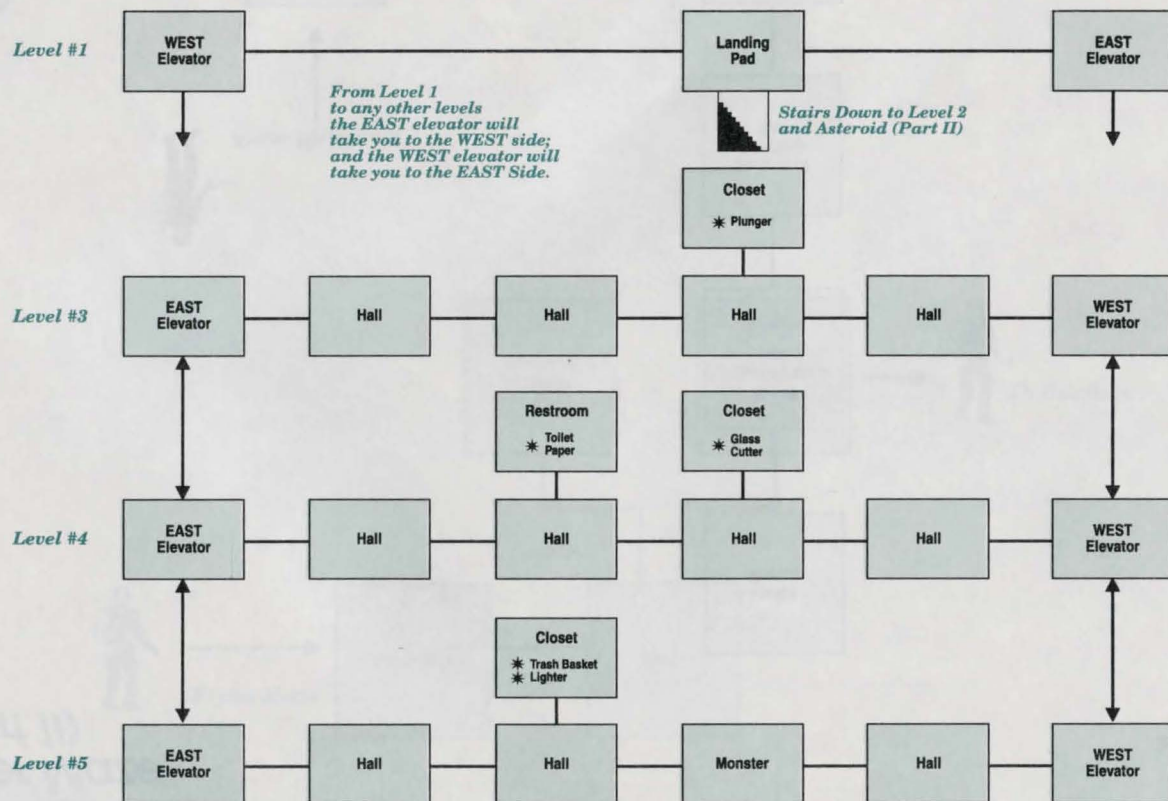 Level #1
WEST
Elevator
Landing
Pad
EAST
Elevator
From Level 1
to any other levels
the EAST elevator will
take you to the WEST side;
and the WEST elevator will
take you to the EAST Side.
Stairs Down to Level 2
and Asteroid (Part II)
Closet
✷ Plunger
Level #3
EAST
Elevator
Hall
Hall
Hall
Hall
WEST
Elevator
Restroom
✷ Toilet
Paper
Closet
✷ Glass
Cutter
Level #4
EAST
Elevator
Hall
Hall
Hall
Hall
WEST
Elevator
Closet
✷ Trash Basket
✷ Lighter
Level #5
EAST
Elevator
Hall
Hall
Monster
Hall
WEST
Elevator